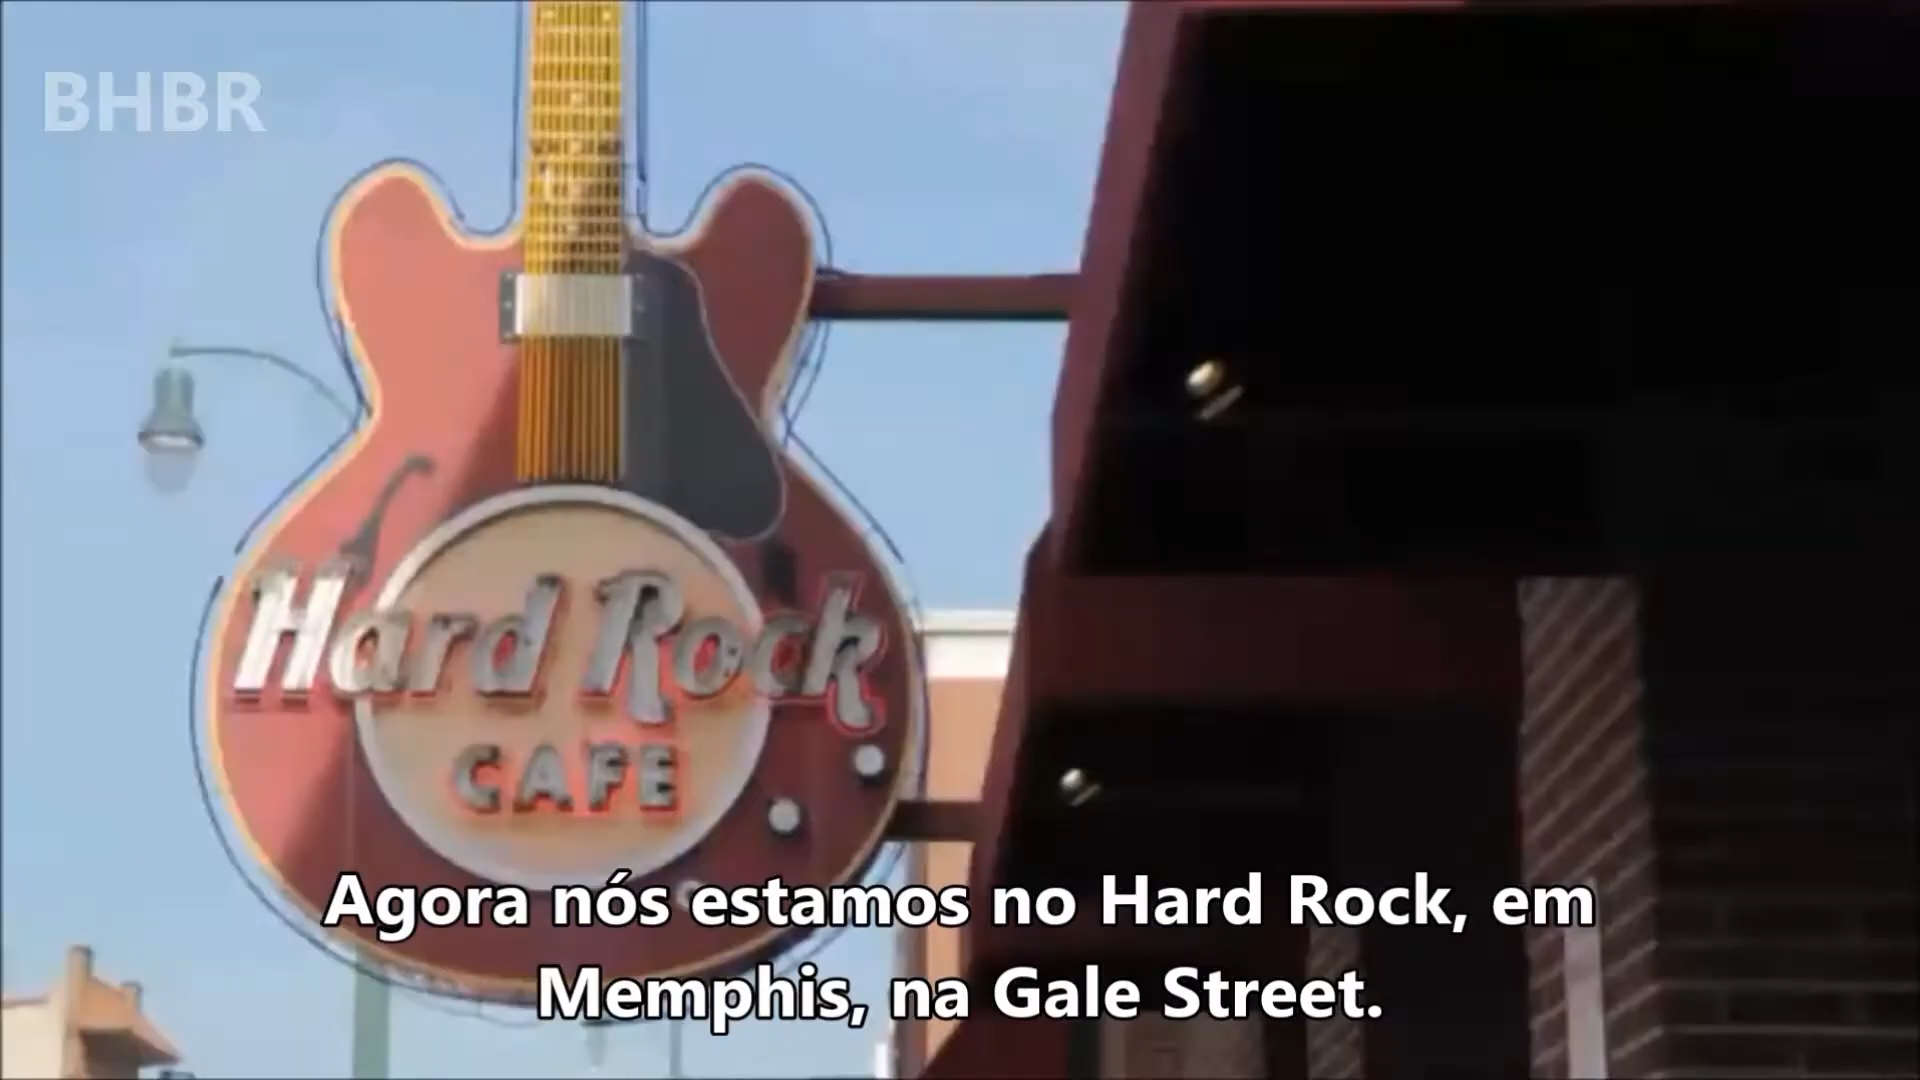 BHBR
Hard Rock
CAFE
Agora nós estamos no Hard Rock, em
Memphis, na Gale Street.